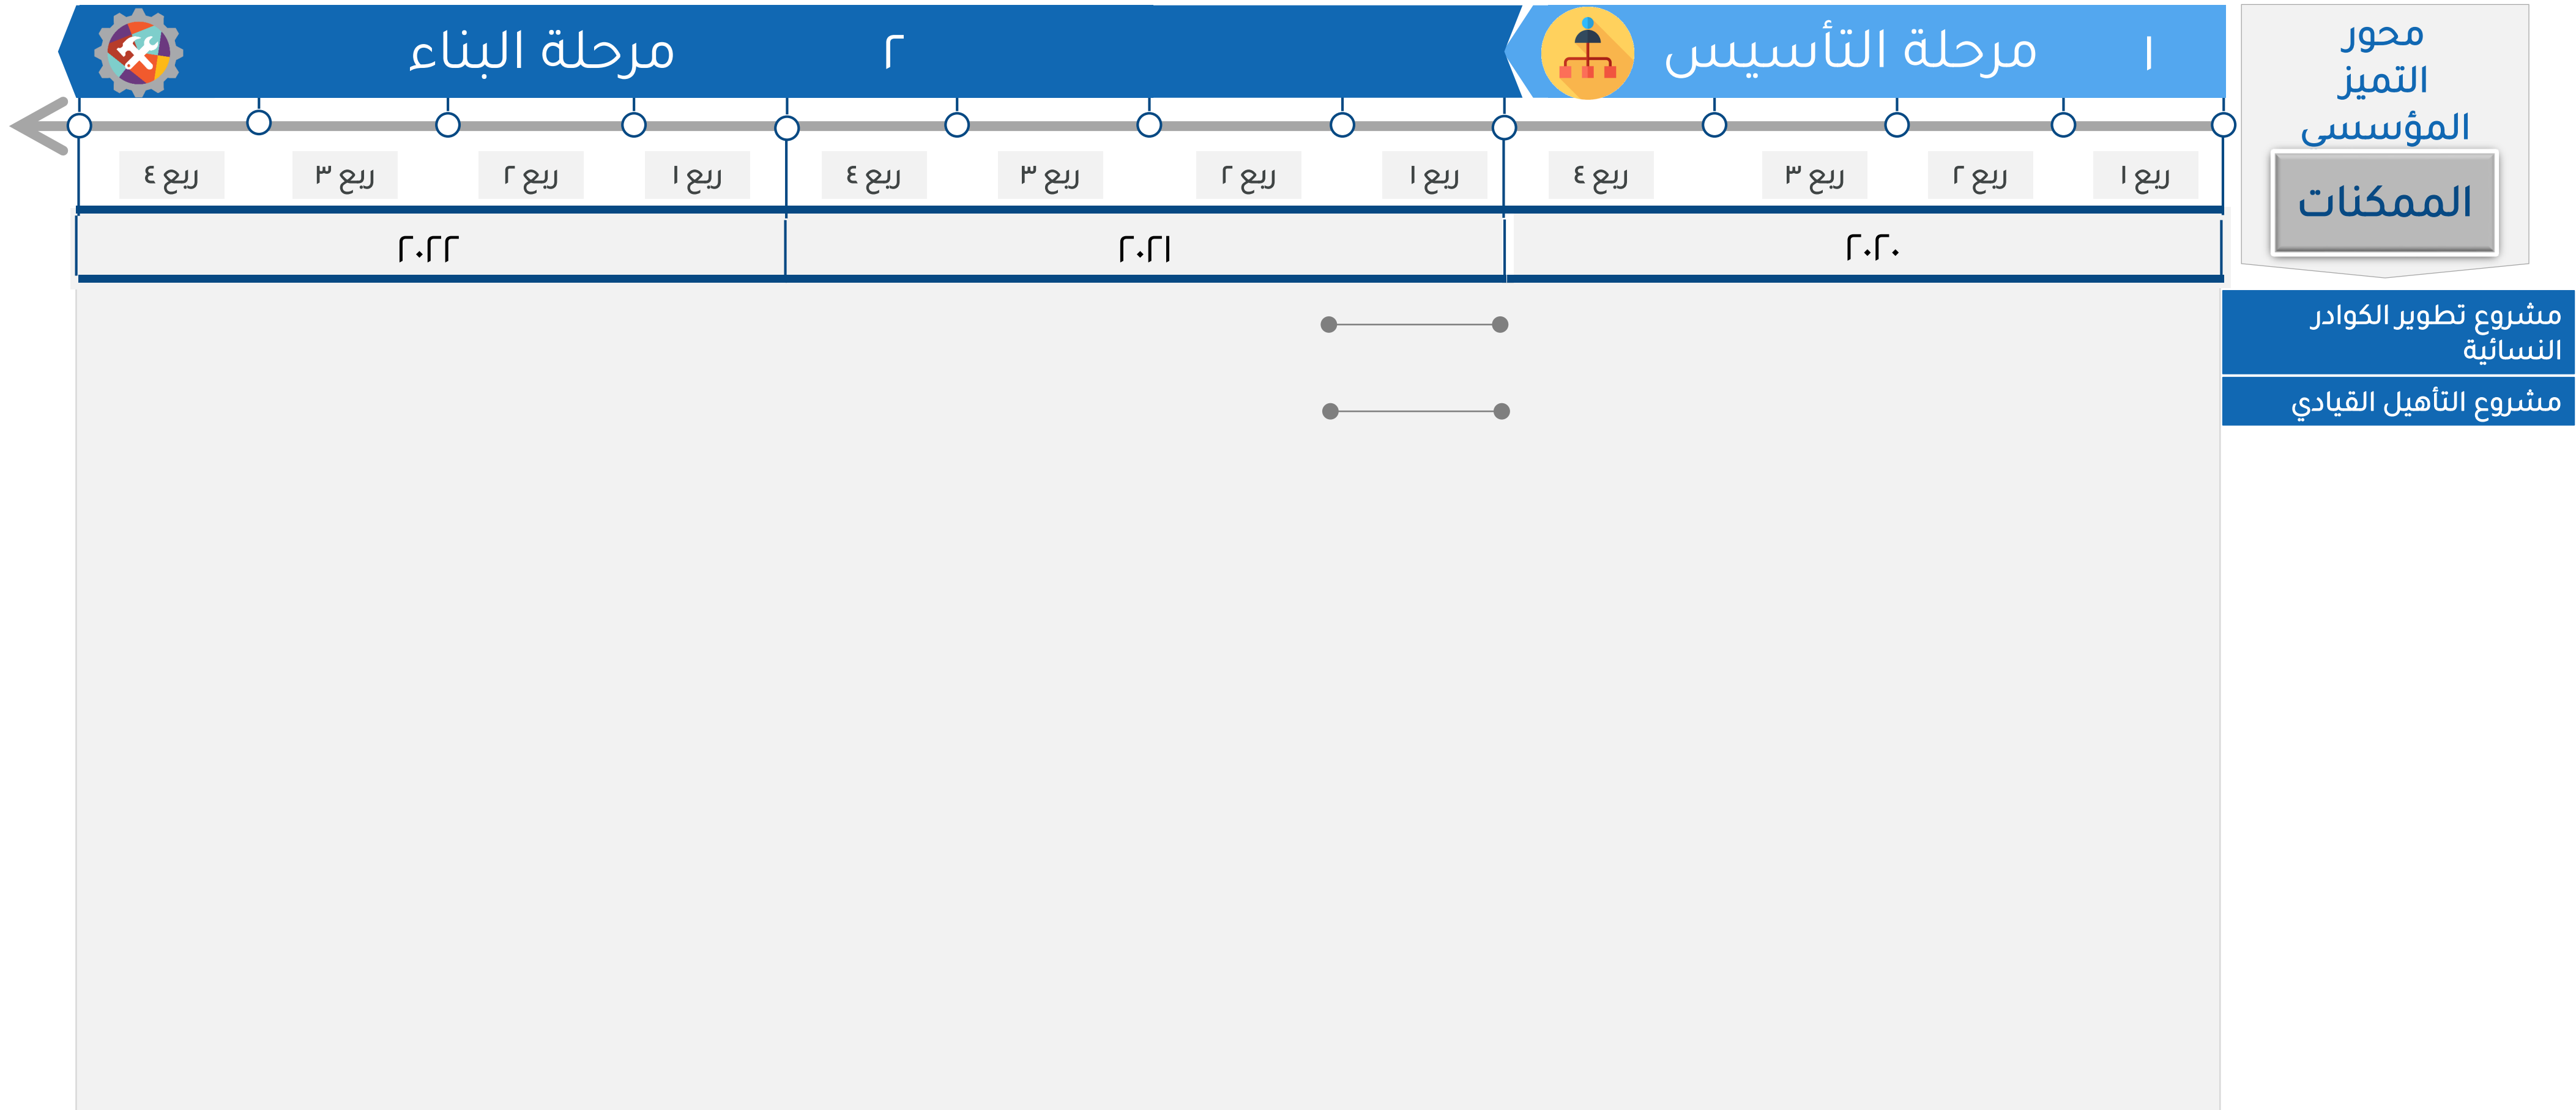 محور
التميز
المؤسسى
الممكنات
١ مرحلة التأسيس
٢ مرحلة البناء
ربع ١
ربع ٢
ربع ٣
ربع ٤
ربع ١
ربع ٢
ربع ٣
ربع ٤
ربع ١
ربع ٢
ربع ٣
ربع ٤
٢٠٢٠
٢٠٢١
٢٠٢٢
مشروع تطوير الكوادر
النسائية
مشروع التأهيل القيادي